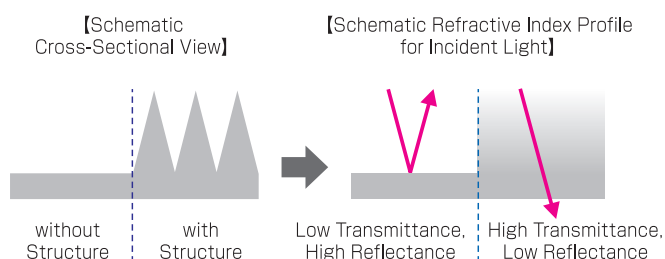 【Schematic
Cross-Sectional View】
【Schematic Refractive Index Profile
for Incident Light】
without
Structure
with
Structure
Low Transmittance,
High Reflectance
High Transmittance,
Low Reflectance